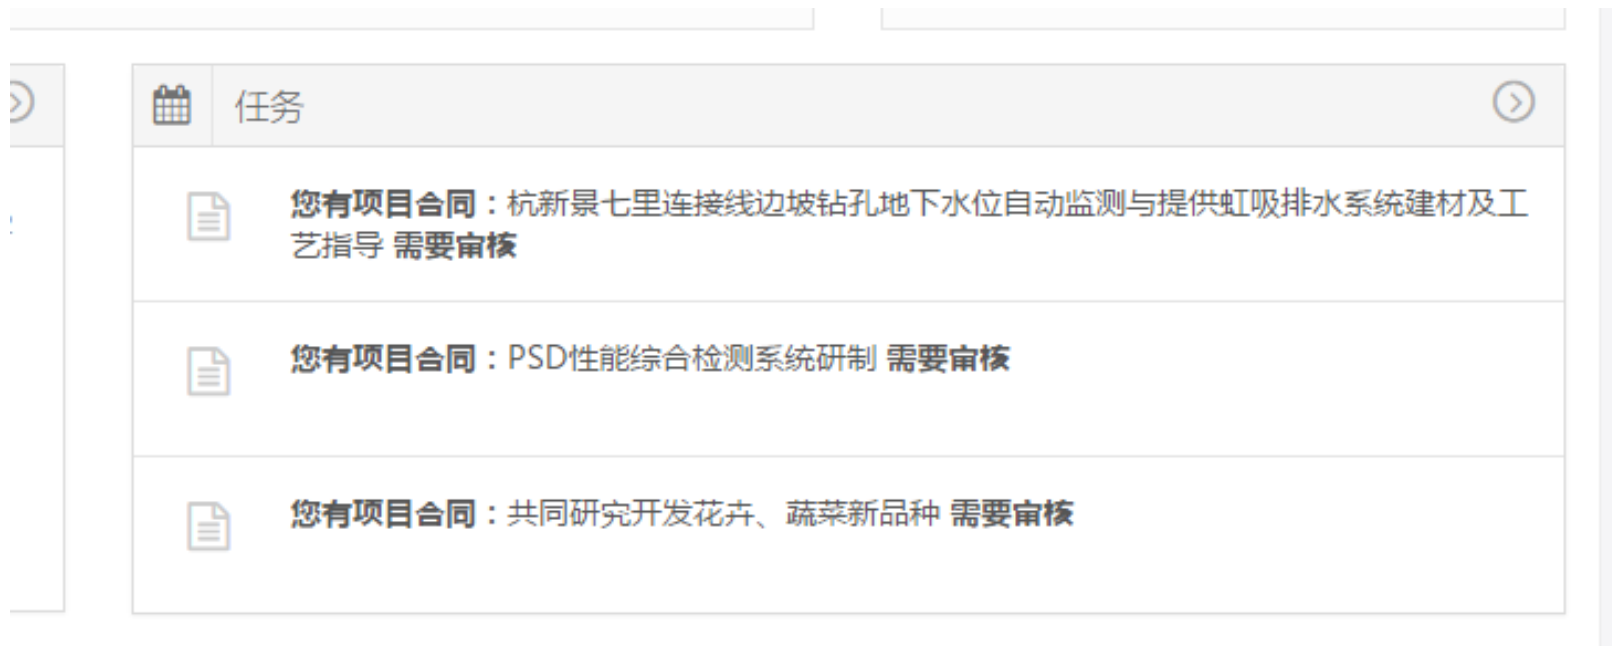 任务
您有项目合同：杭新景七里连接线边坡钻孔地下水位自动监测与提供虹吸排水系统建材及工
艺指导 需要审核
您有项目合同：PSD性能综合检测系统研制 需要审核
您有项目合同：共同研究开发花卉、蔬菜新品种 需要审核